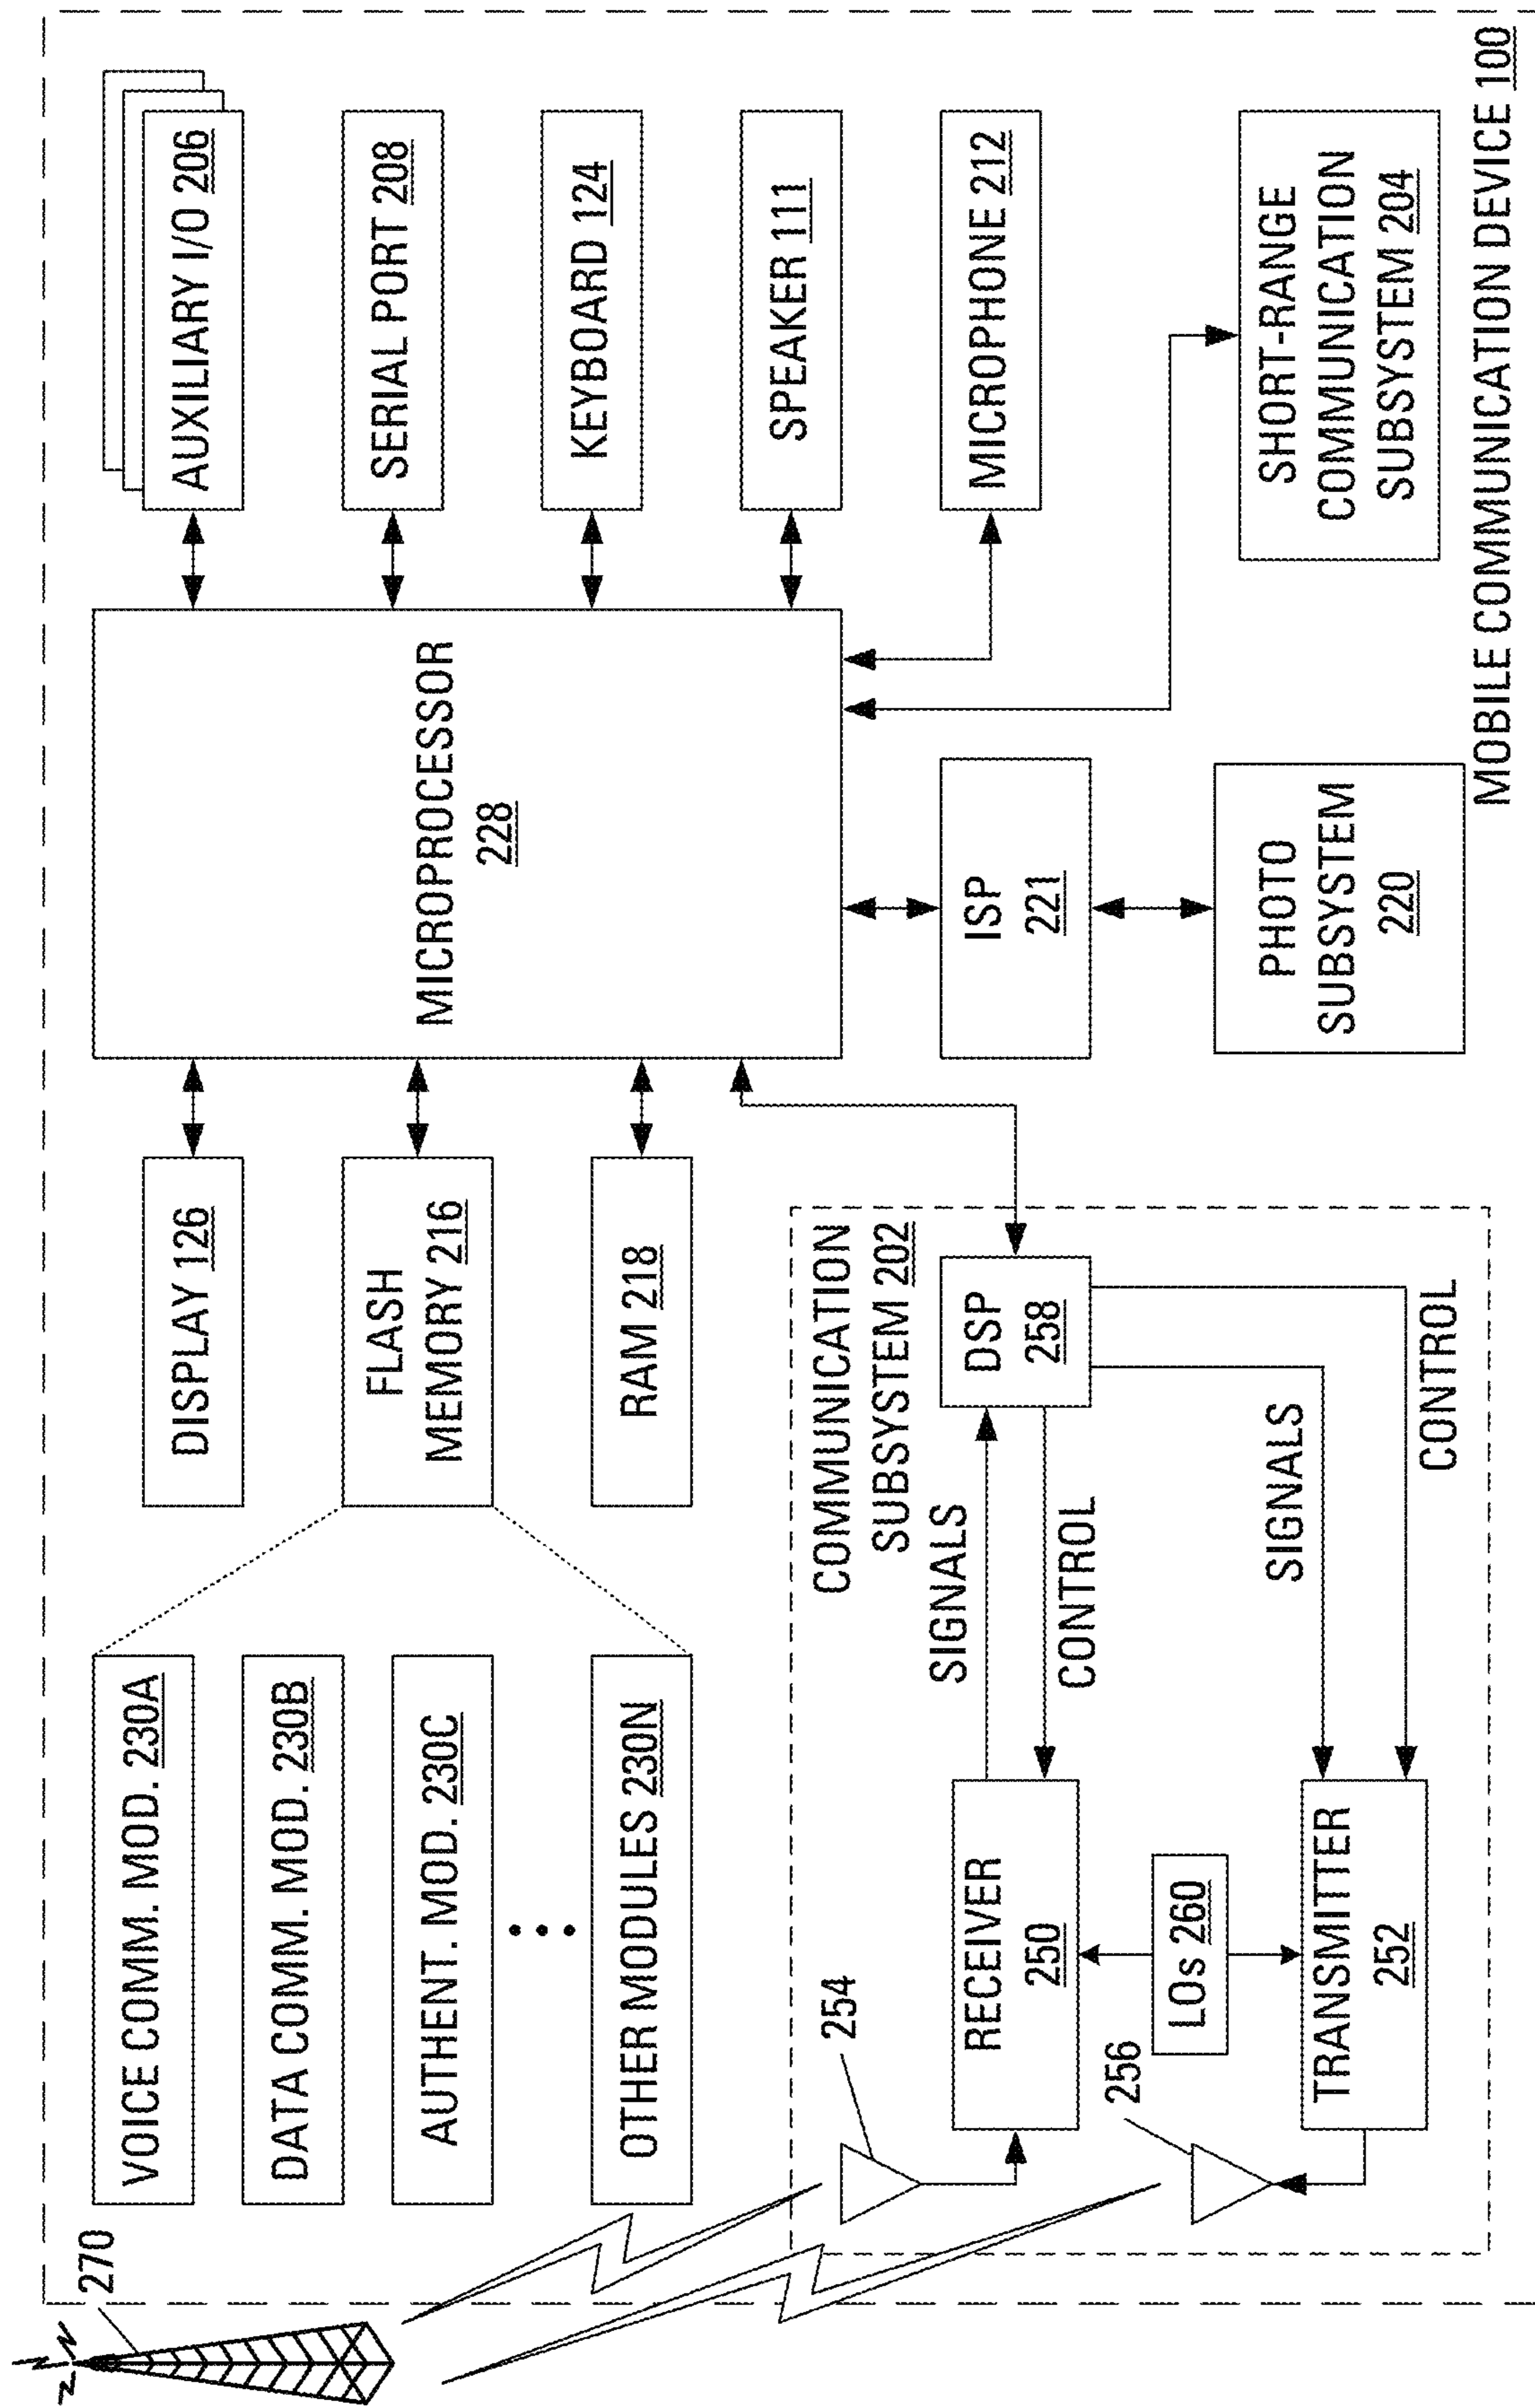 270
VOICE COMM. MOD. 230A
DATA COMM. MOD. 230B
AUTHENT. MOD. 230C
OTHER MODULES 230N
DISPLAY 126
FLASH
MEMORY 216
RAM 218
MICROPROCESSOR
228
AUXILIARY I/O 206
SERIAL PORT 208
KEYBOARD 124
SPEAKER 111
MICROPHONE 212
SHORT-RANGE
COMMUNICATION
SUBSYSTEM 204
ISP
221
PHOTO
SUBSYSTEM
220
COMMUNICATION
SUBSYSTEM 202
DSP
258
SIGNALS
CONTROL
SIGNALS
CONTROL
254
RECEIVER
250
256
LOs 260
TRANSMITTER
252
MOBILE COMMUNICATION DEVICE 100